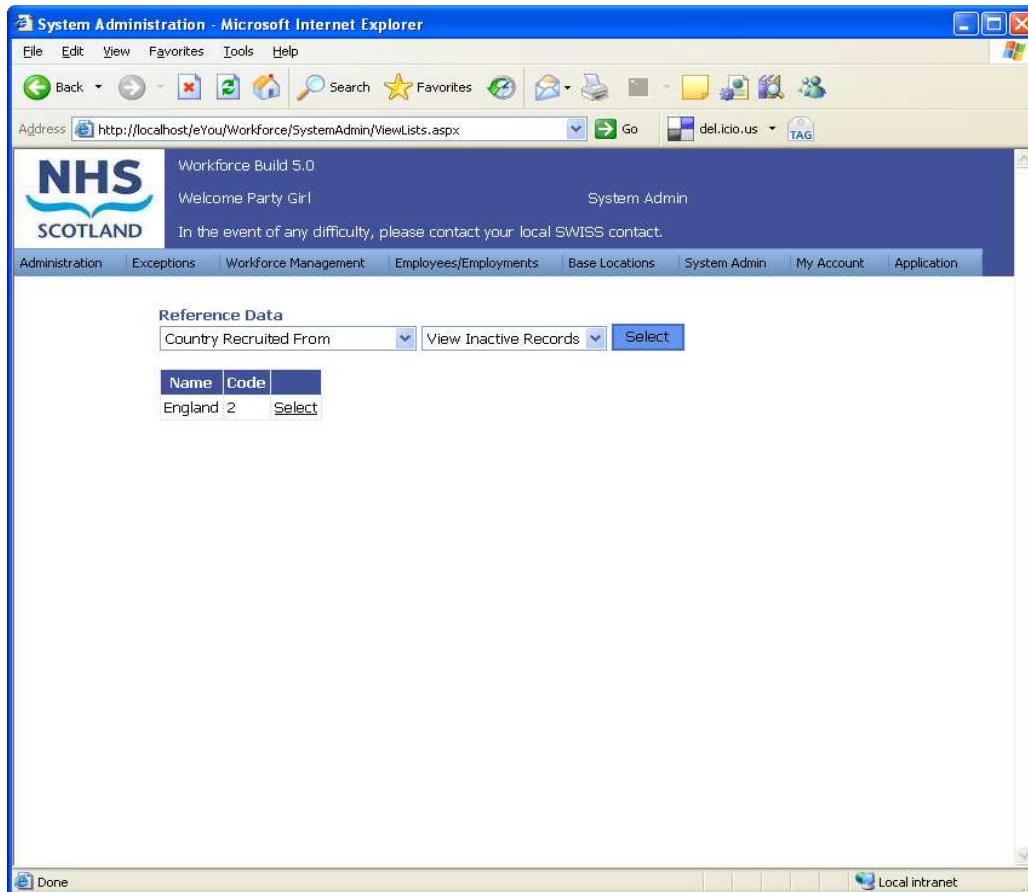 System Administration - Microsoft Internet Explorer
File Edit View Favorites Tools Help
Back Search Favorites
Address http://localhost/eYou/Workforce/SystemAdmin/ViewLists.aspx Go del.icio.us TAG
NHS
SCOTLAND
Workforce Build 5.0
Welcome Party Girl System Admin
In the event of any difficulty, please contact your local SWISS contact.
Administration Exceptions Workforce Management Employees/Employments Base Locations System Admin My Account Application
Reference Data
Country Recruited From View Inactive Records Select
Name Code
England 2 Select
Done Local intranet